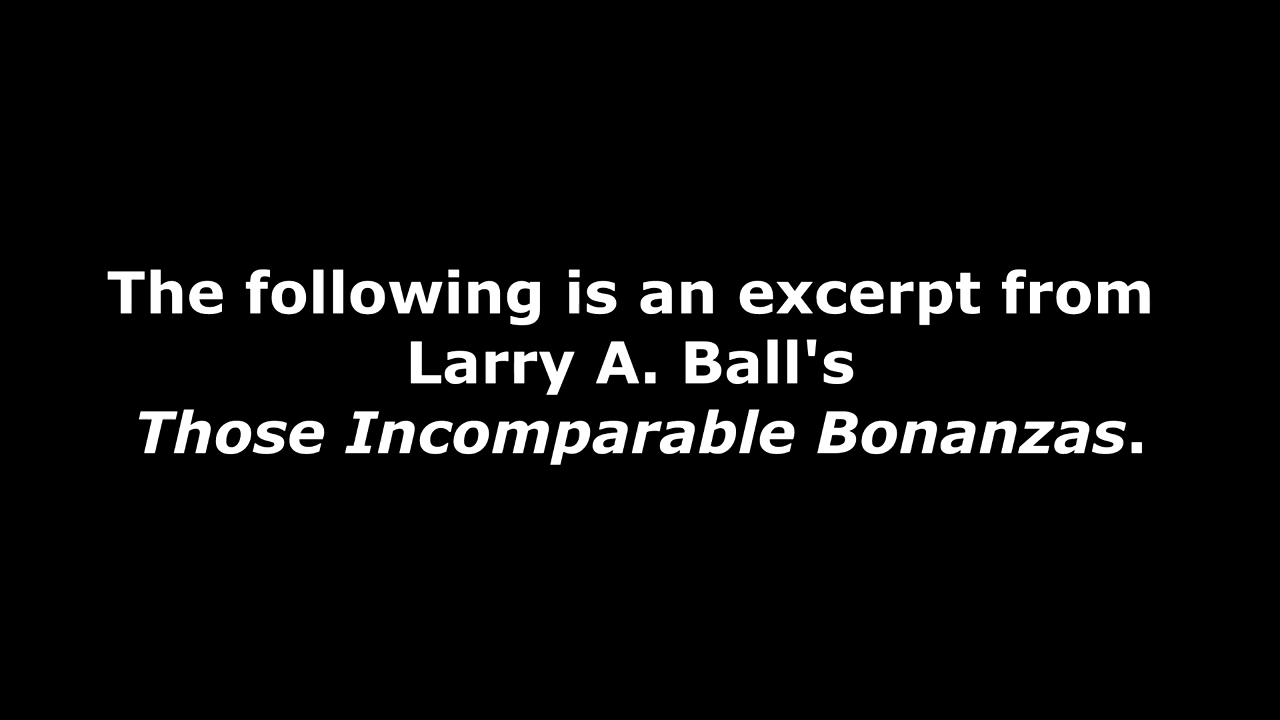 The following is an excerpt from
Larry A. Ball's
Those Incomparable Bonanzas.